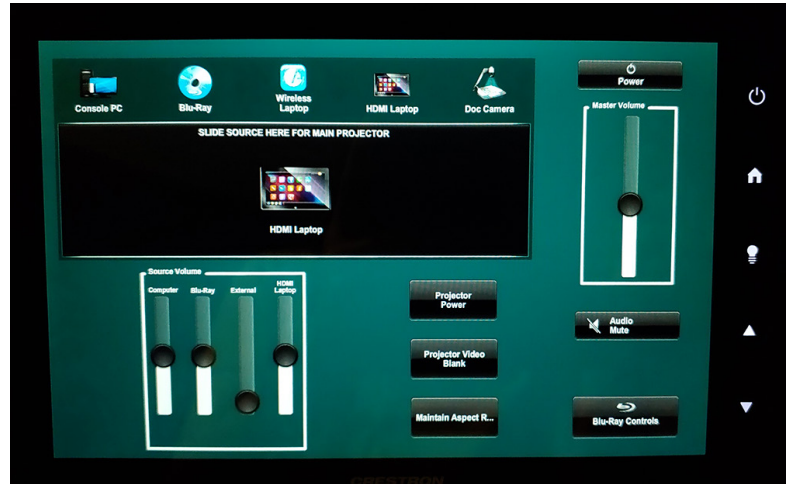 Console PC
Blu-Ray
Wireless
Laptop
HDMI Laptop
Doc Camera
Power
SLIDE SOURCE HERE FOR MAIN PROJECTOR
HDMI Laptop
Master Volume
Source Volume
Computer
Blu-Ray
External
HDMI
Laptop
Projector
Power
Audio
Mute
Projector Video
Blank
Maintain Aspect R...
Blu-Ray Controls
CRESTRON